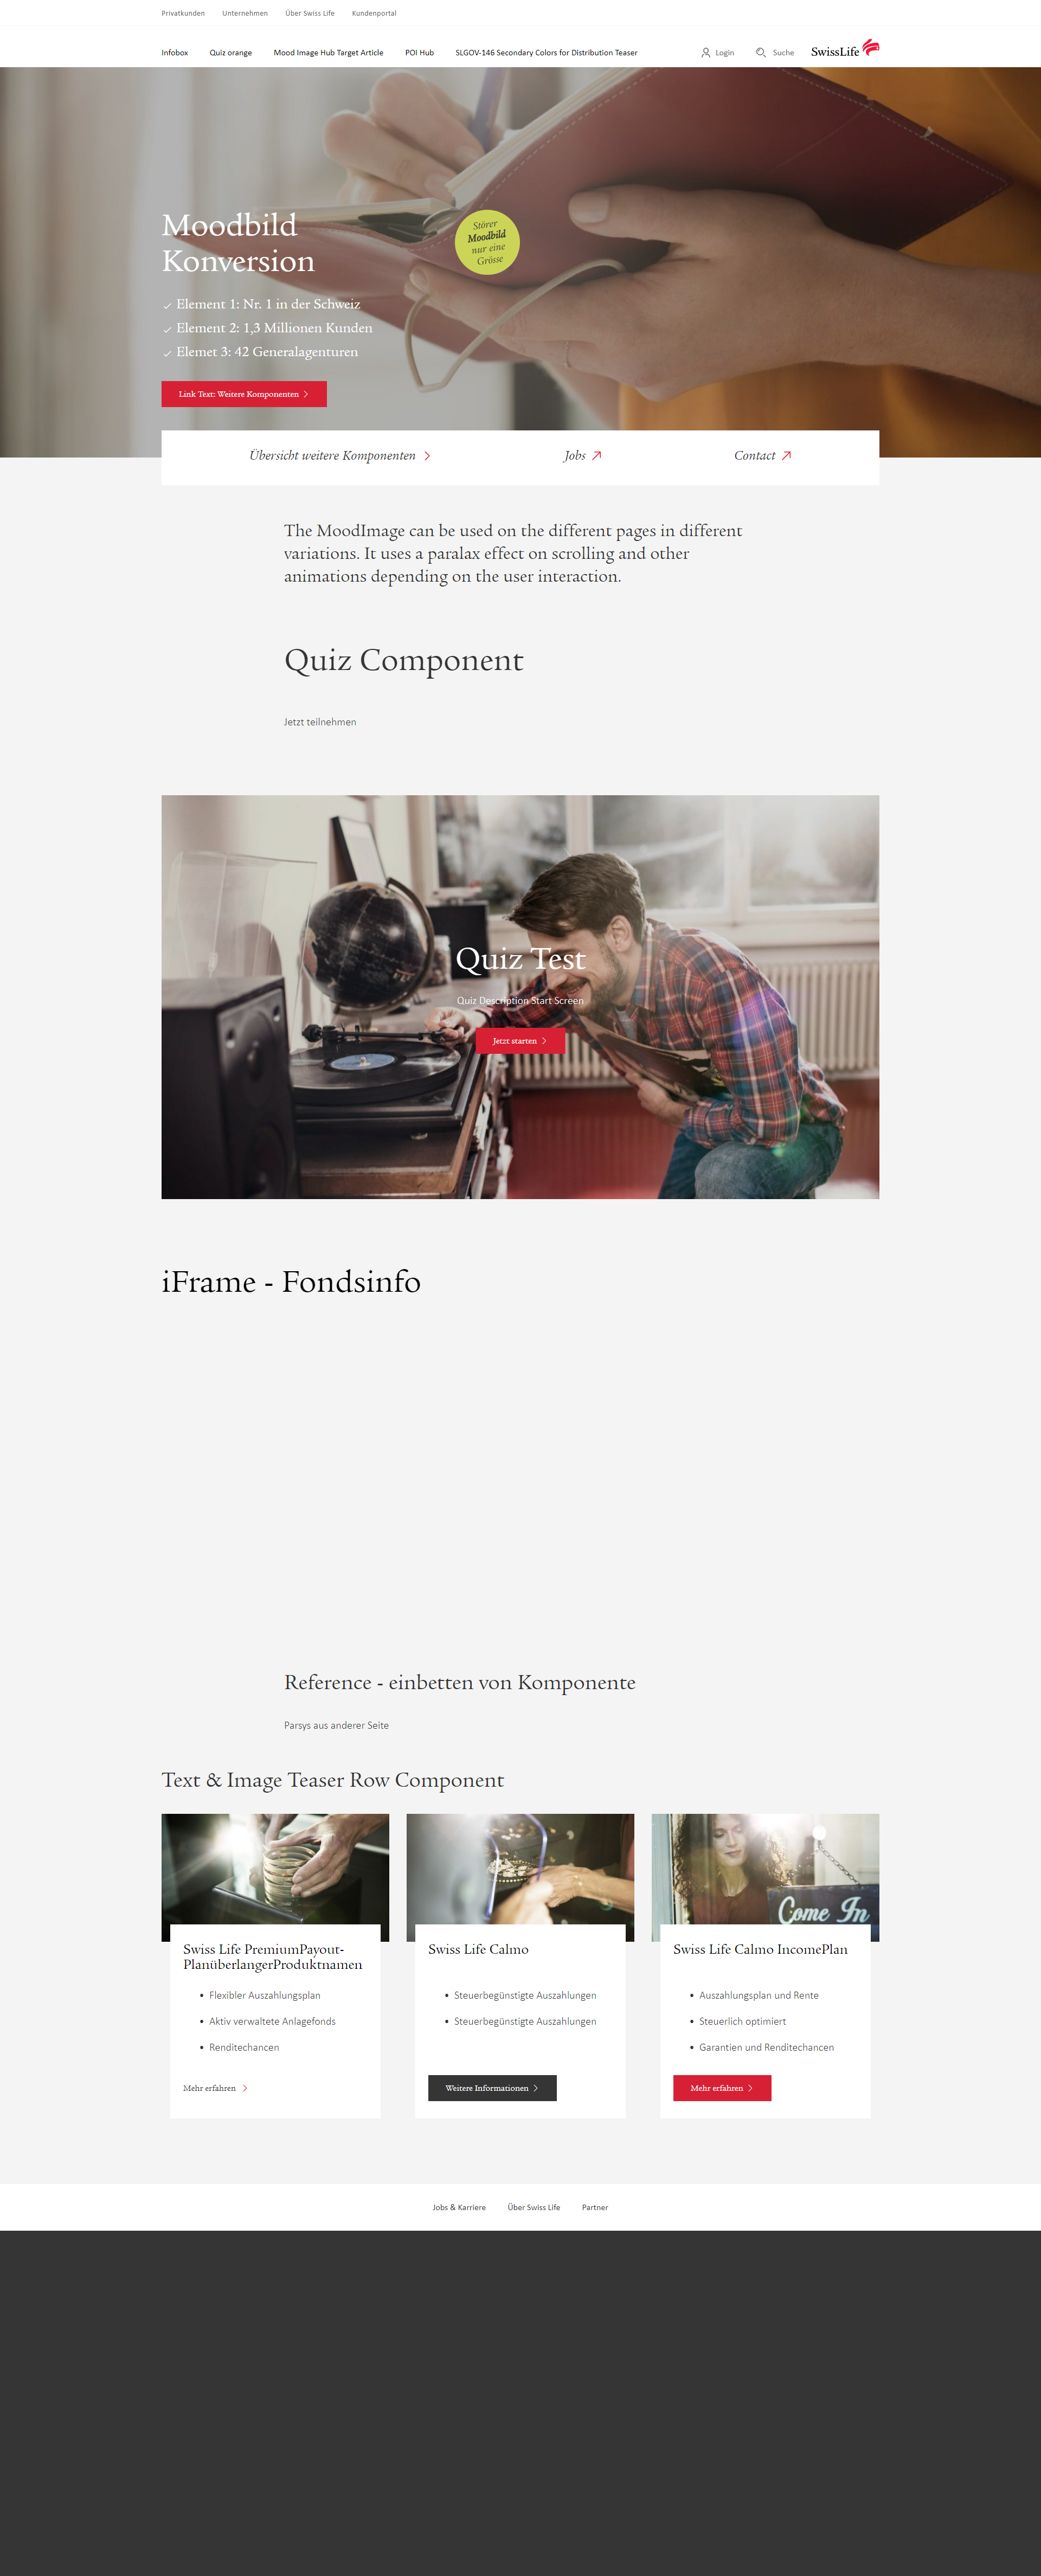 Privatkunden Unternehmen Über Swiss Life Kundenportal
Infobox Quiz orange Mood Image Hub Target Article POI Hub SLGOV-146 Secondary Colors for Distribution Teaser Login Suche SwissLife
Moodbild
Konversion
Störer
Moodbild
nur eine
Grösse
Element 1: Nr. 1 in der Schweiz
Element 2: 1,3 Millionen Kunden
Elemet 3: 42 Generalagenturen
Link Text: Weitere Komponenten
Übersicht weitere Komponenten Jobs Contact
The MoodImage can be used on the different pages in different
variations. It uses a paralax effect on scrolling and other
animations depending on the user interaction.
Quiz Component
Jetzt teilnehmen
Quiz Test
Quiz Description Start Screen
Jetzt starten
iFrame - Fondsinfo
Reference - einbetten von Komponente
Parsys aus anderer Seite
Text & Image Teaser Row Component
Swiss Life PremiumPayout-
PlanüberlangerProduktnamen
• Flexibler Auszahlungsplan
• Aktiv verwaltete Anlagefonds
• Renditechancen
Mehr erfahren
Swiss Life Calmo
• Steuerbegünstigte Auszahlungen
• Steuerbegünstigte Auszahlungen
Weitere Informationen
Come In
Swiss Life Calmo IncomePlan
• Auszahlungsplan und Rente
• Steuerlich optimiert
• Garantien und Renditechancen
Mehr erfahren
Jobs & Karriere Über Swiss Life Partner